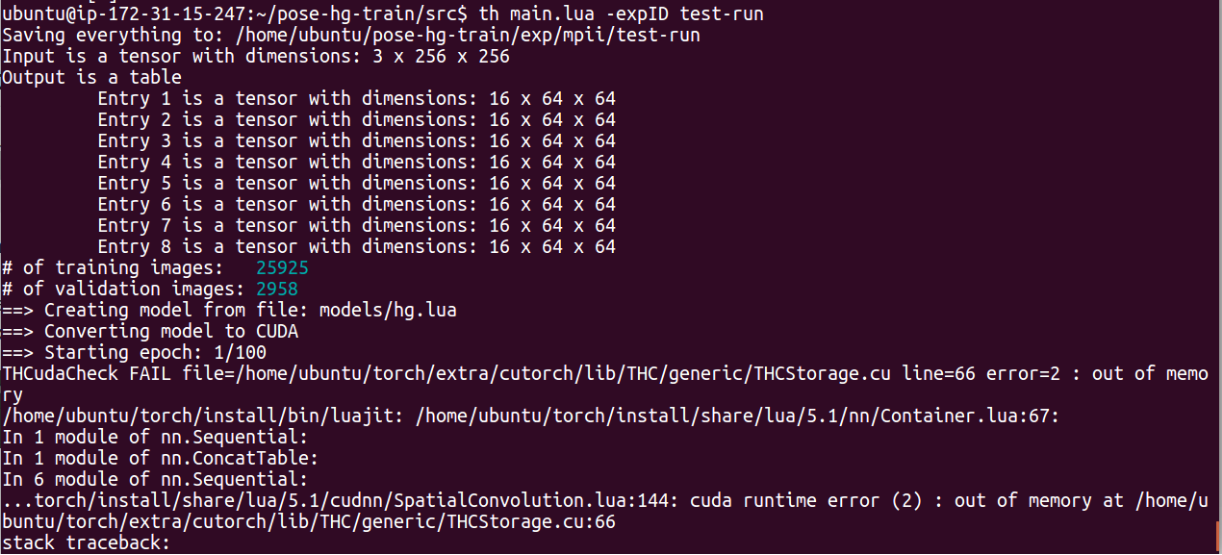 ubuntu@ip-172-31-15-247:~/pose-hg-train/src$ th main.lua -expID test-run
Saving everything to: /home/ubuntu/pose-hg-train/exp/mpii/test-run
Input is a tensor with dimensions: 3 x 256 x 256
Output is a table
Entry 1 is a tensor with dimensions: 16 x 64 x 64
Entry 2 is a tensor with dimensions: 16 x 64 x 64
Entry 3 is a tensor with dimensions: 16 x 64 x 64
Entry 4 is a tensor with dimensions: 16 x 64 x 64
Entry 5 is a tensor with dimensions: 16 x 64 x 64
Entry 6 is a tensor with dimensions: 16 x 64 x 64
Entry 7 is a tensor with dimensions: 16 x 64 x 64
Entry 8 is a tensor with dimensions: 16 x 64 x 64
# of training images:   25925
# of validation images: 2958
==> Creating model from file: models/hg.lua
==> Converting model to CUDA
==> Starting epoch: 1/100
THCudaCheck FAIL file=/home/ubuntu/torch/extra/cutorch/lib/THC/generic/THCStorage.cu line=66 error=2 : out of memo
ry
/home/ubuntu/torch/install/bin/luajit: /home/ubuntu/torch/install/share/lua/5.1/nn/Container.lua:67:
In 1 module of nn.Sequential:
In 1 module of nn.ConcatTable:
In 6 module of nn.Sequential:
...torch/install/share/lua/5.1/cudnn/SpatialConvolution.lua:144: cuda runtime error (2) : out of memory at /home/u
buntu/torch/extra/cutorch/lib/THC/generic/THCStorage.cu:66
stack traceback: